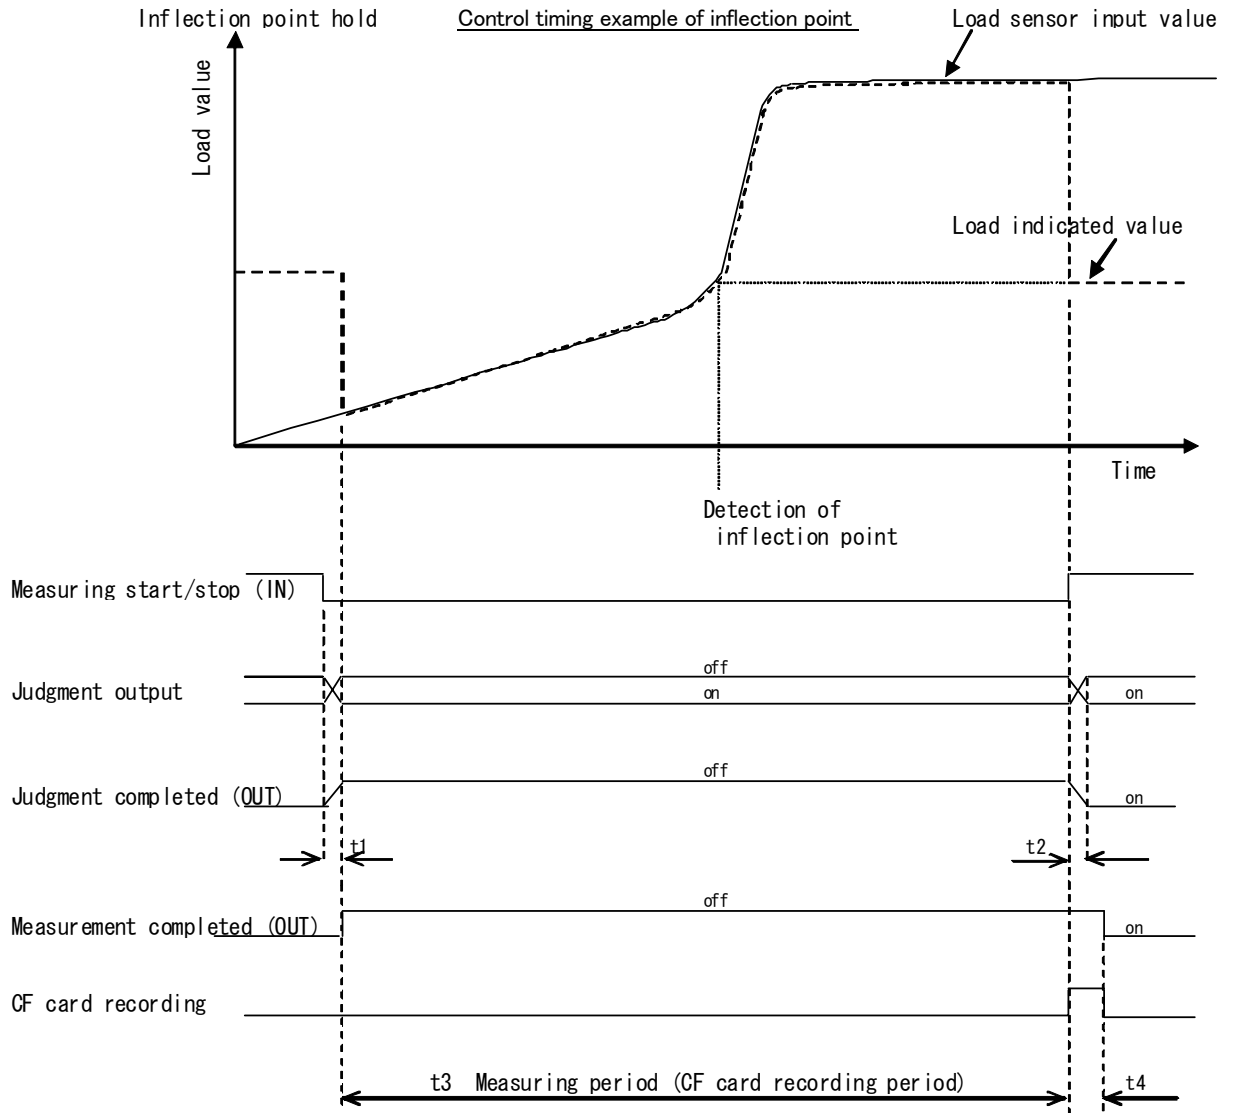 Inflection point hold
Control timing example of inflection point
Load sensor input value
Load value
Load indicated value
Time
Detection of
inflection point
Measuring start/stop (IN)
off
Judgment output
on
on
off
Judgment completed (OUT)
on
t1
t2
off
Measurement completed (OUT)
on
CF card recording
t3 Measuring period (CF card recording period)
t4